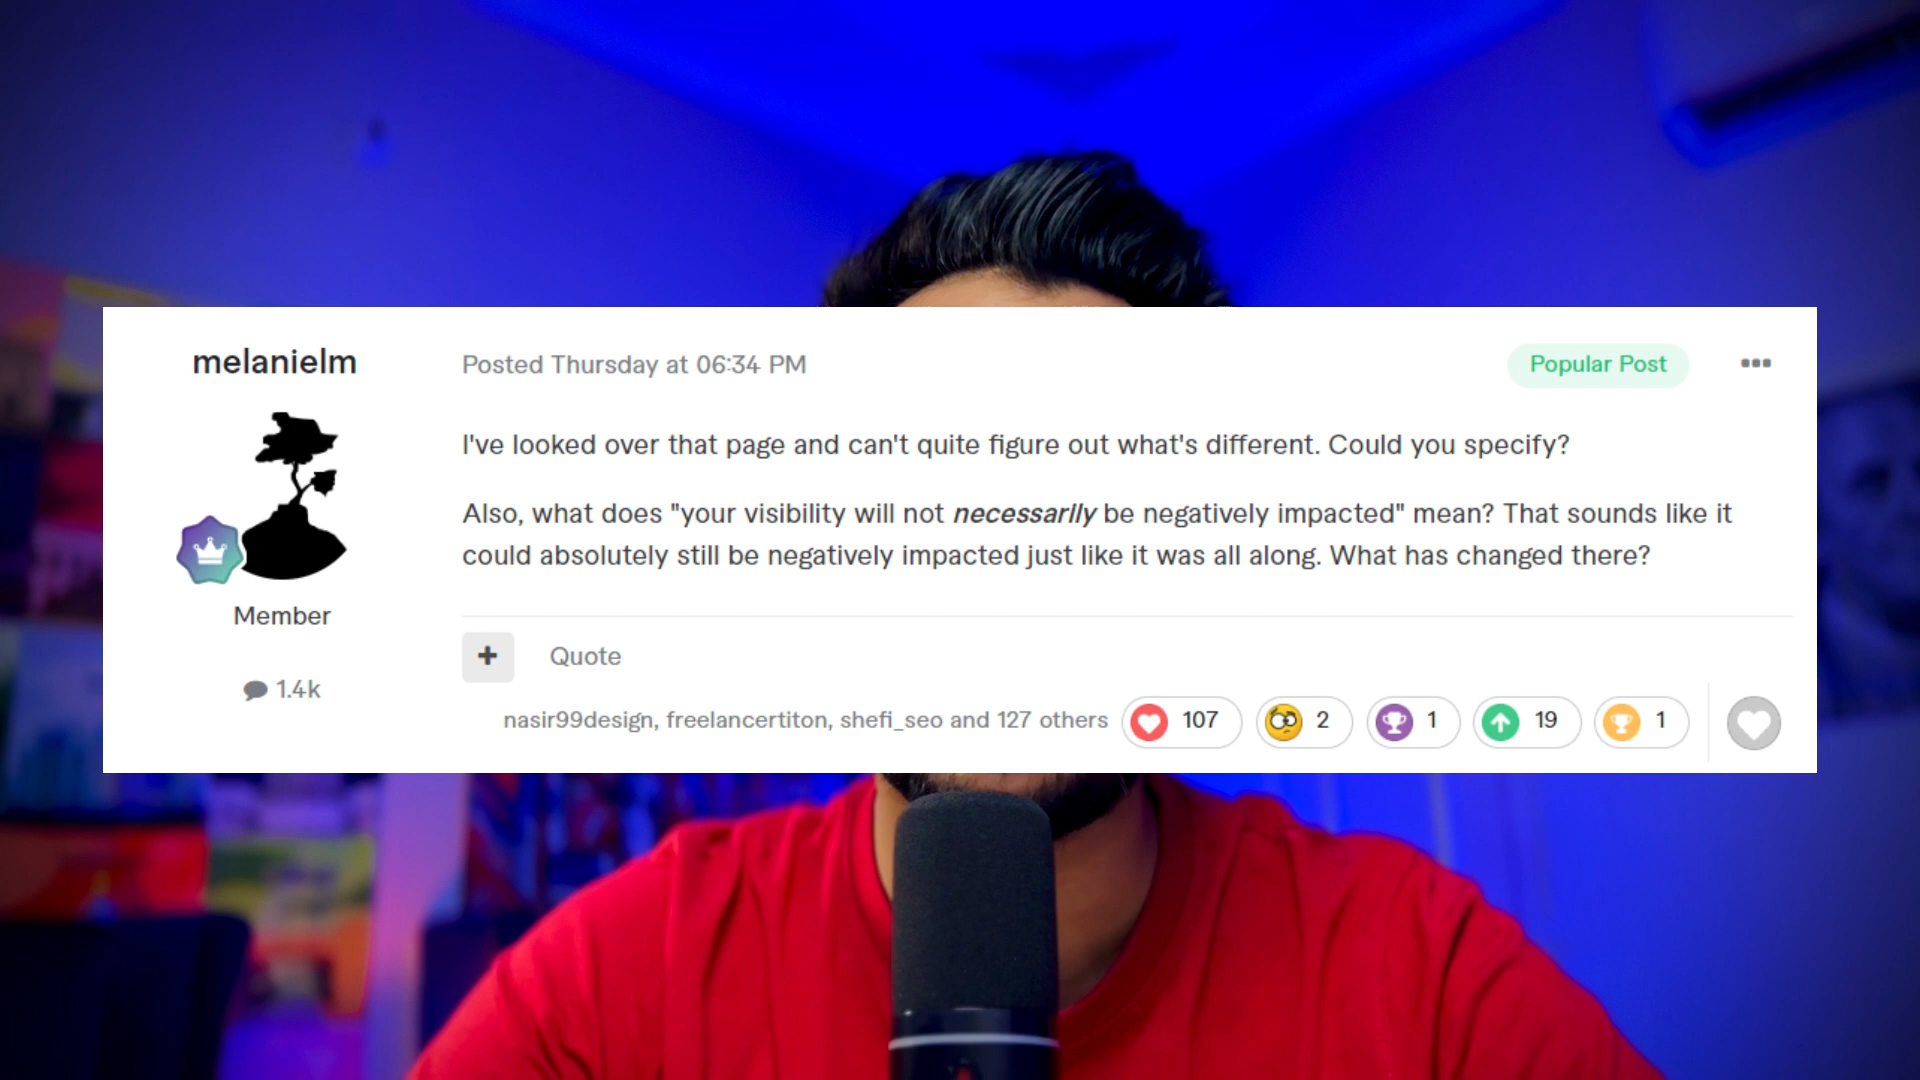 melanielm
Posted Thursday at 06:34 PM
Popular Post
I've looked over that page and can't quite figure out what's different. Could you specify?
Also, what does "your visibility will not necessarily be negatively impacted" mean? That sounds like it
could absolutely still be negatively impacted just like it was all along. What has changed there?
Member
1.4k
+ Quote
nasir99design, freelancertiton, shefi_seo and 127 others 107 2 1 19 1